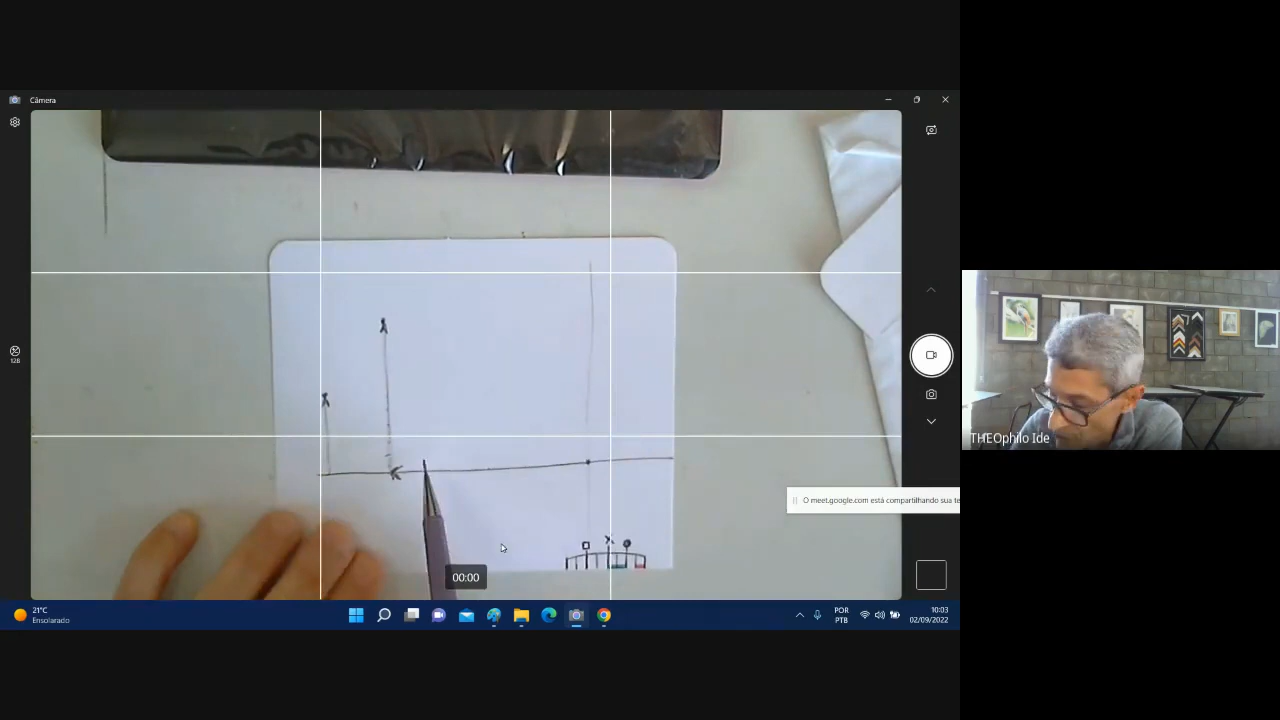 Câmera
128
THEOphilo Ide
O meet.google.com está compartilhando sua te
X
00:00
21°C
Ensolarado
POR
PTB
10:03
02/09/2022